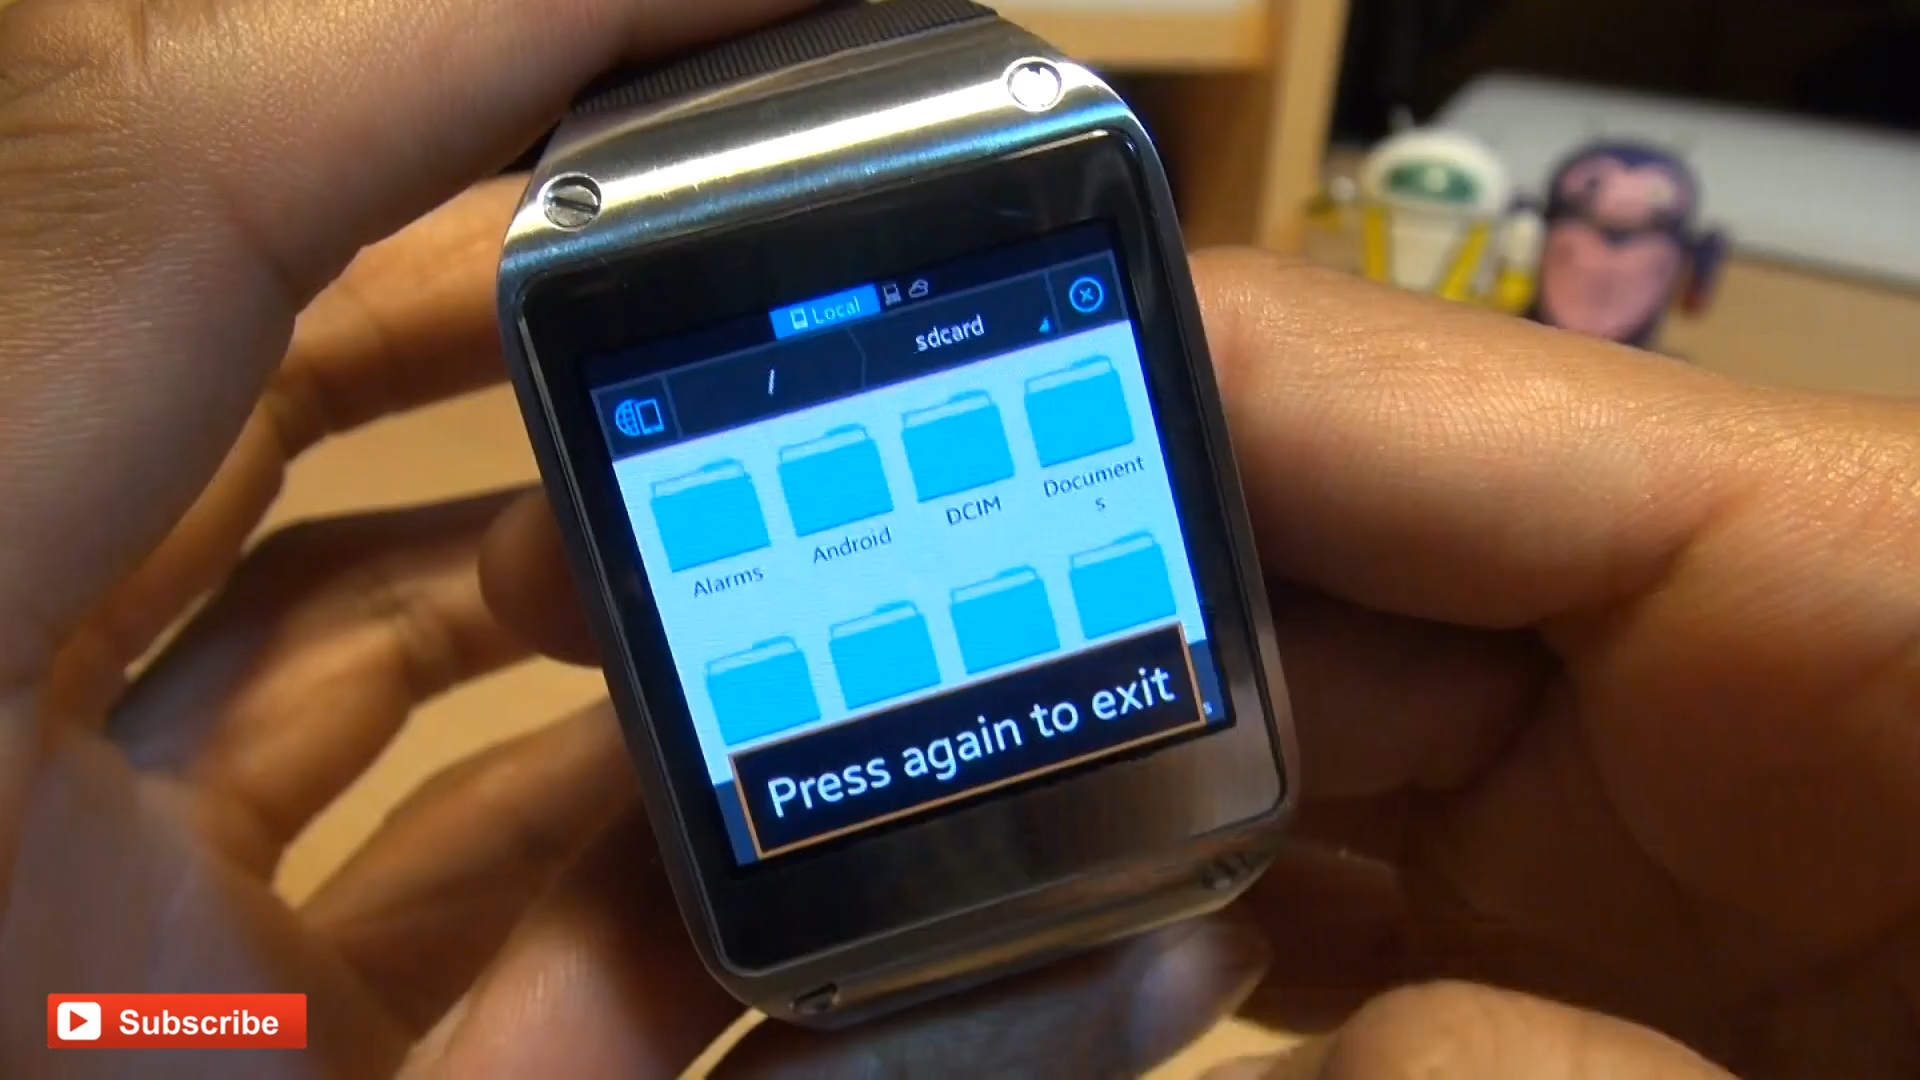 Local
/ sdcard
Alarms Android DCIM Document
s
s
Press again to exit
Subscribe